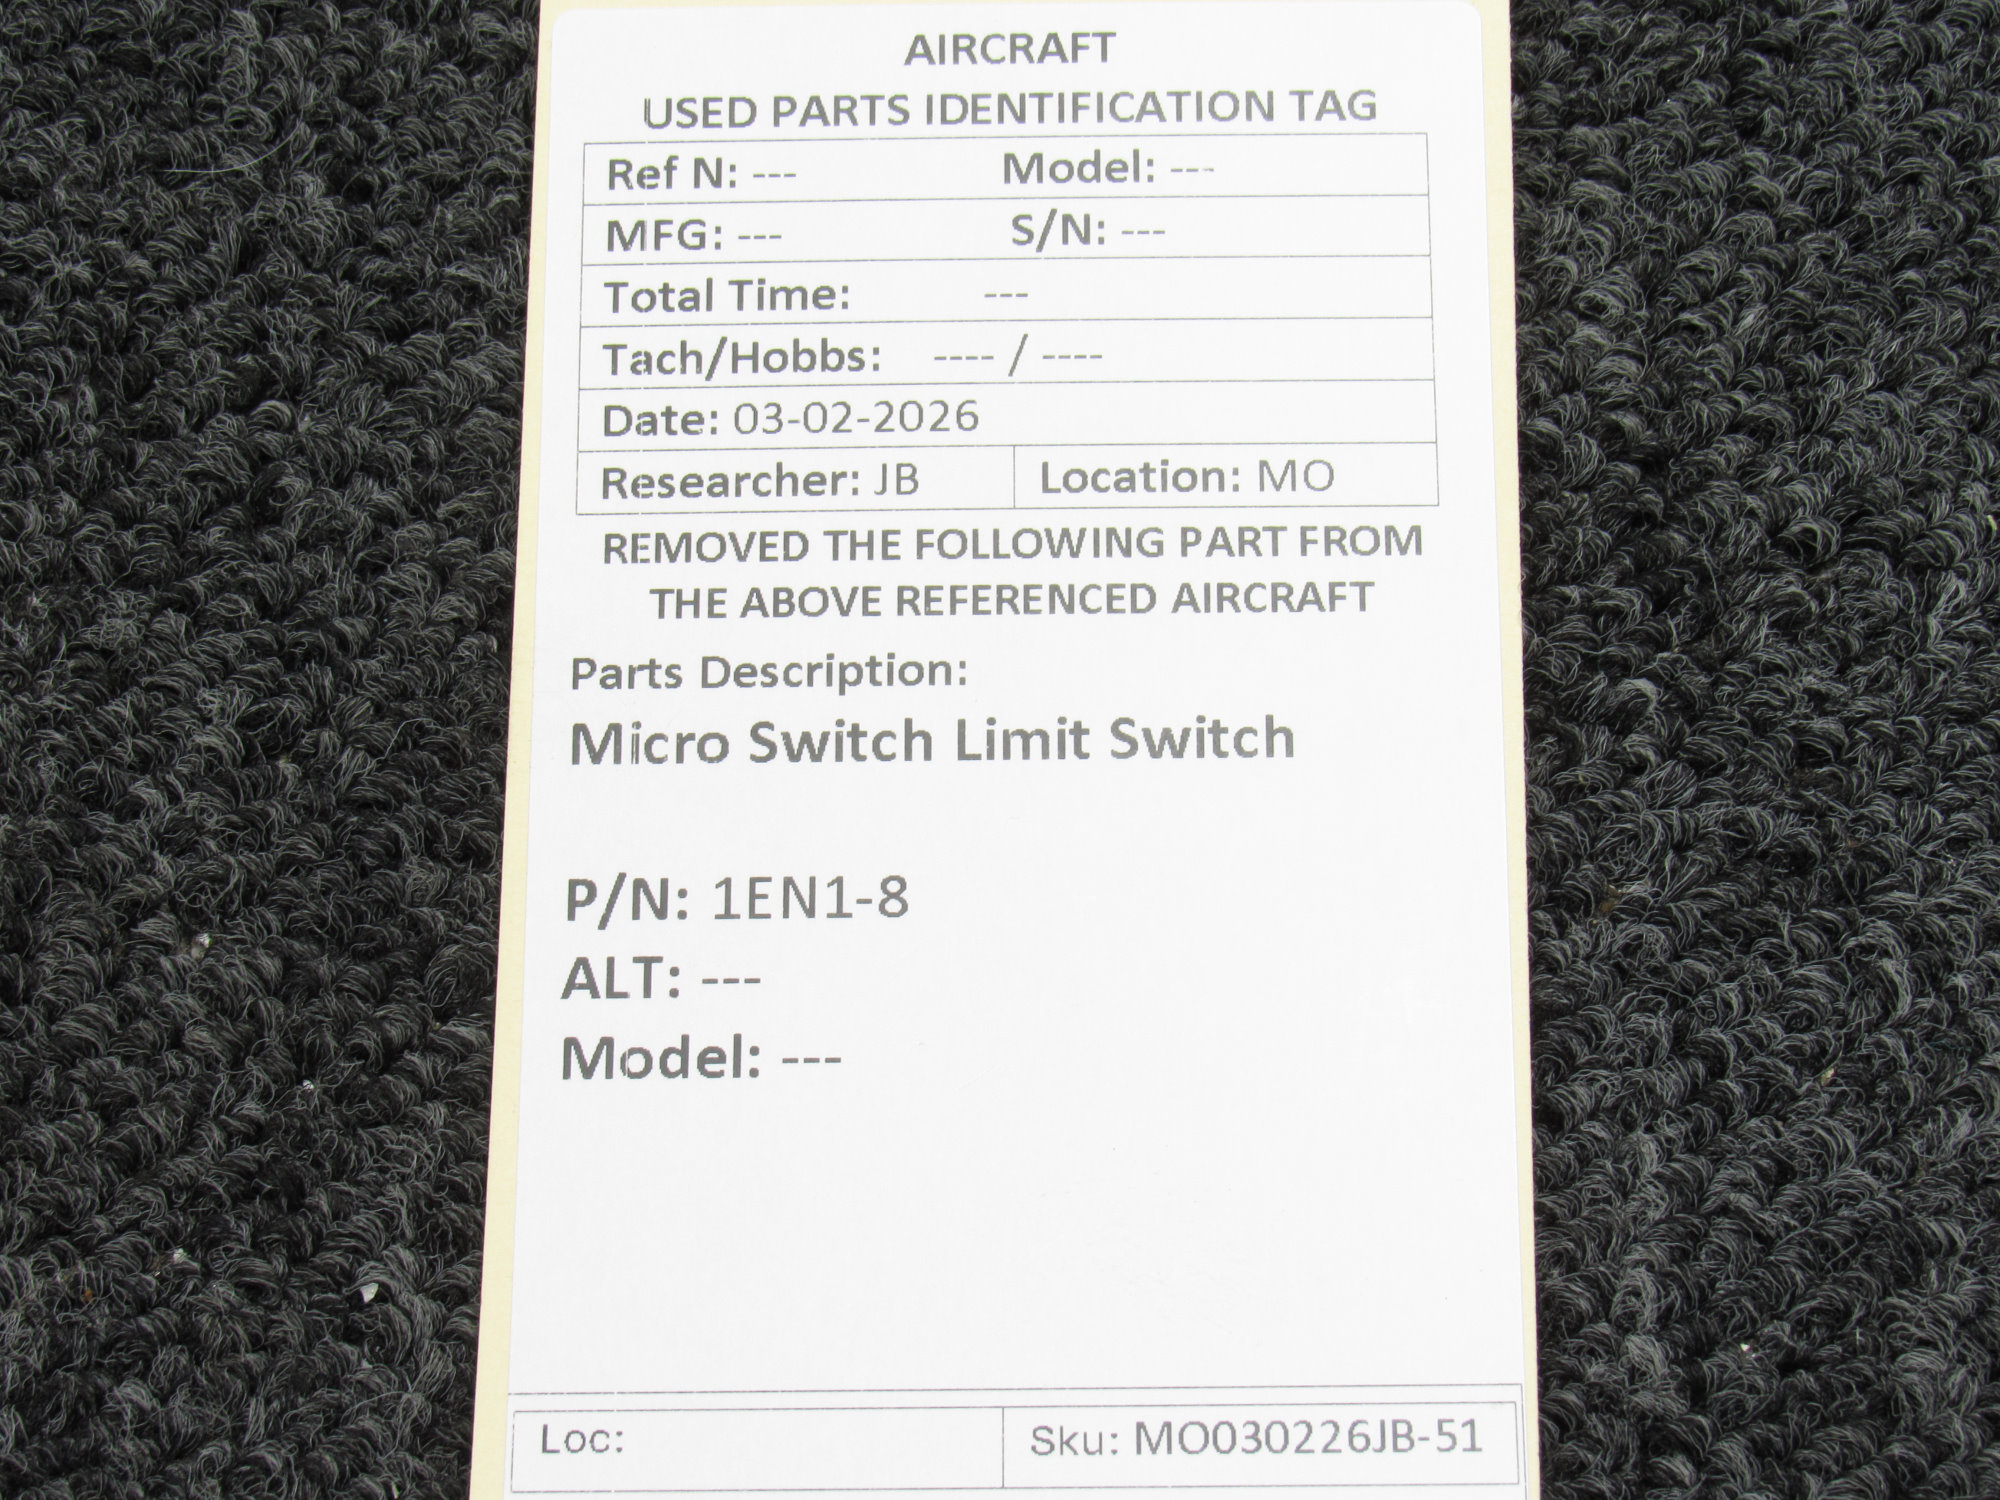 AIRCRAFT
USED PARTS IDENTIFICATION TAG
Ref N: --- Model: ---
MFG: --- S/N: ---
Total Time: ---
Tach/Hobbs: ---- / ----
Date: 03-02-2026
Researcher: JB Location: MO
REMOVED THE FOLLOWING PART FROM
THE ABOVE REFERENCED AIRCRAFT
Parts Description:
Micro Switch Limit Switch
P/N: 1EN1-8
ALT: ---
Model: ---
Loc: Sku: MO030226JB-51